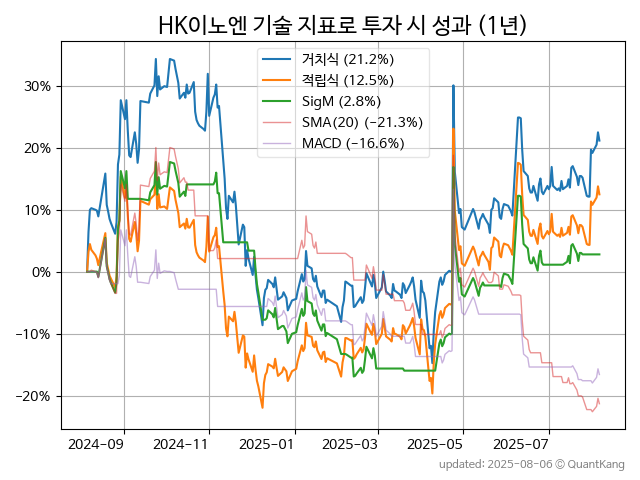 HK이노엔 기술 지표로 투자 시 성과 (1년)
거치식 (21.2%)
적립식 (12.5%)
SigM (2.8%)
SMA(20) (−21.3%)
MACD (−16.6%)
30%
20%
10%
0%
−10%
−20%
2024-09 2024-11 2025-01 2025-03 2025-05 2025-07
updated: 2025-08-06 © QuantKang